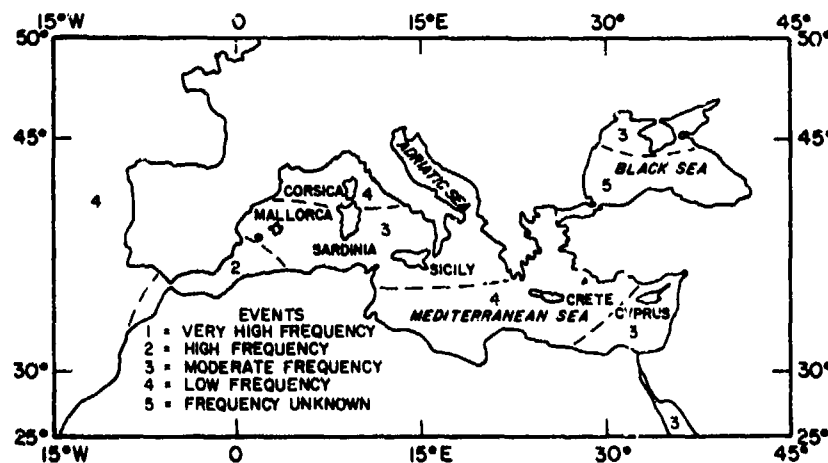 15°W 0 15°E 30° 45°
50° 50°
45° 45°
4
3
ADRIATIC SEA
CORSICA 4
BLACK SEA
5
MALLORCA
3
SARDINIA
SICILY
2
4 CRETE
CYPRUS
MEDITERRANEAN SEA
3
EVENTS
1 = VERY HIGH FREQUENCY
2 = HIGH FREQUENCY
3 = MODERATE FREQUENCY
4 = LOW FREQUENCY
5 = FREQUENCY UNKNOWN
30° 30°
3
25° 25°
15°W 0 15°E 30° 45°